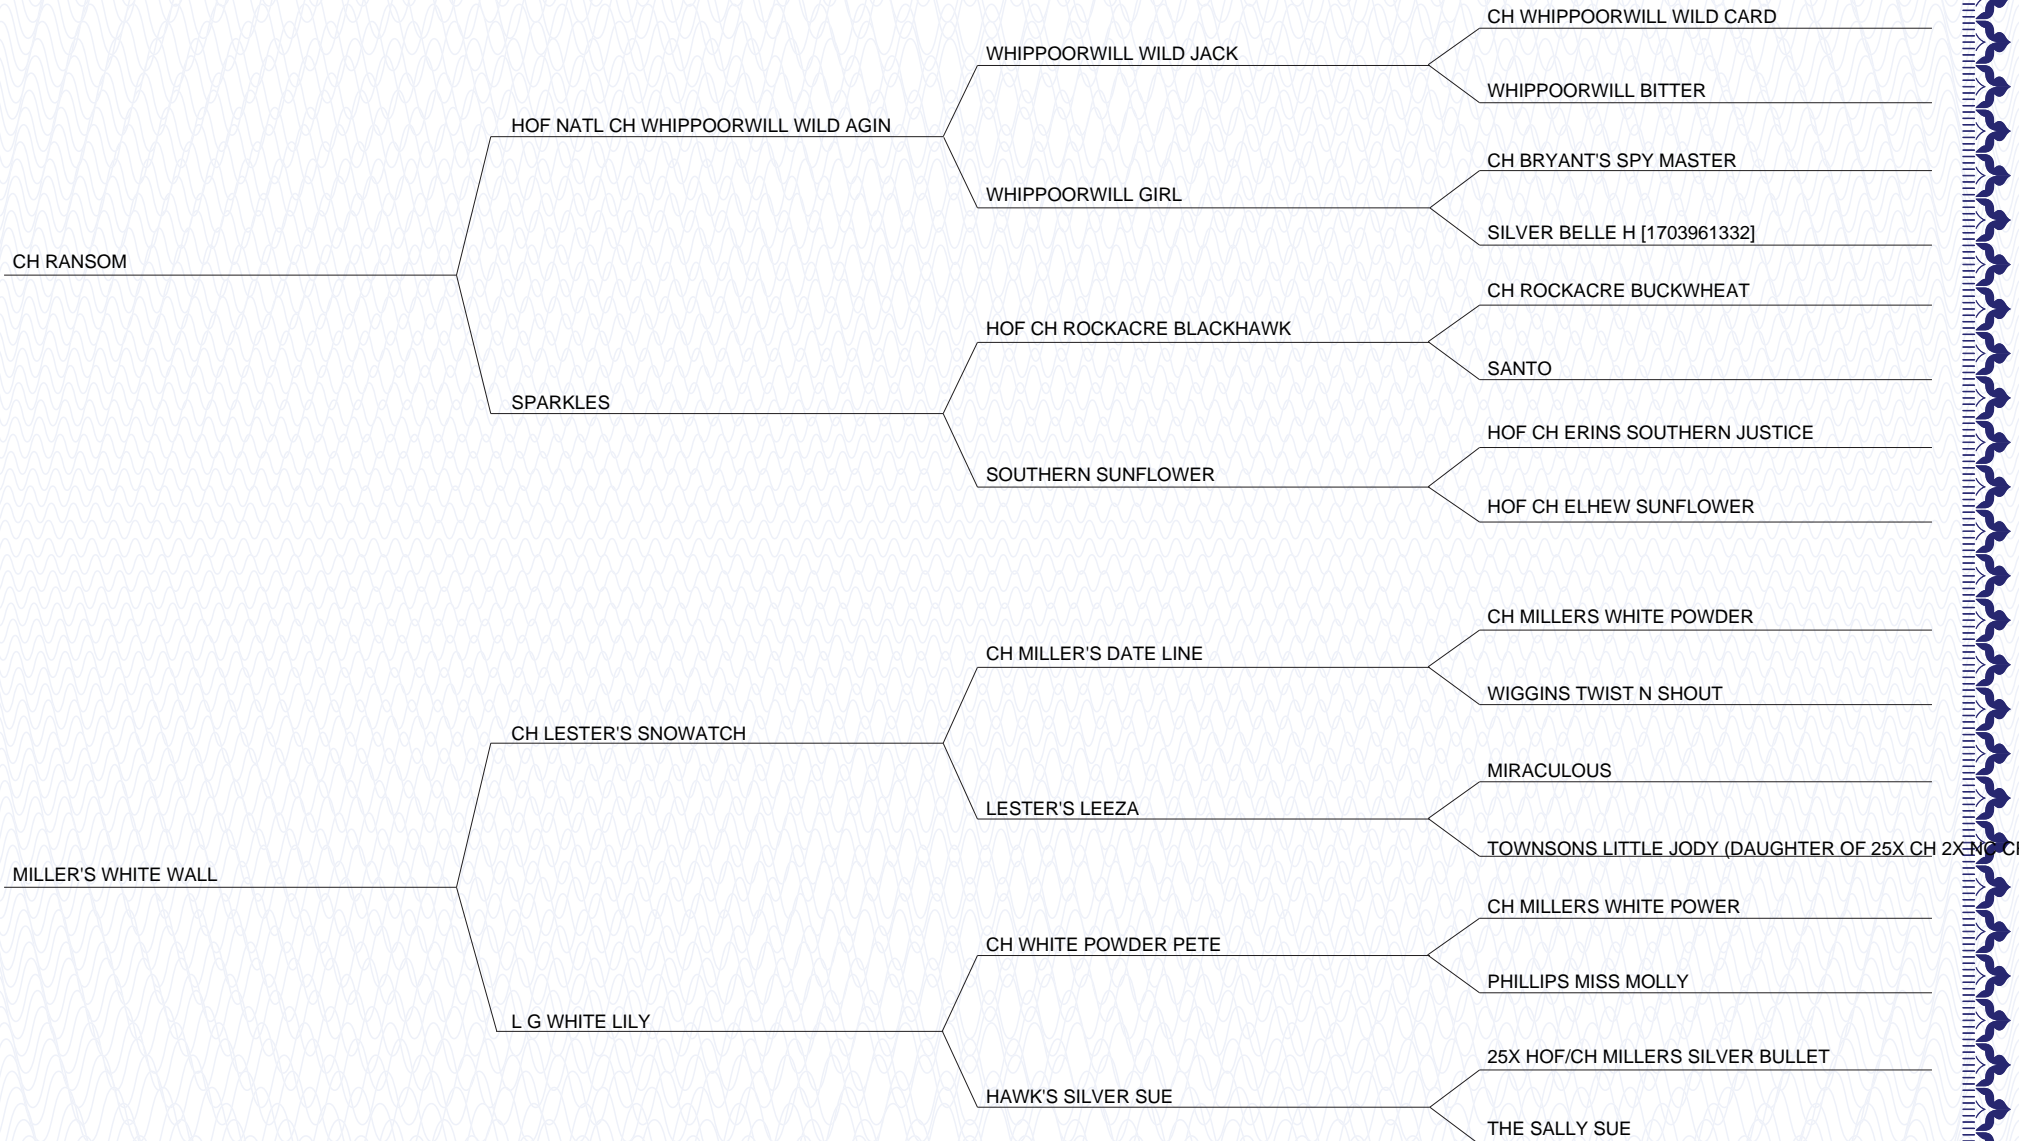 CH WHIPPOORWILL WILD CARD
WHIPPOORWILL WILD JACK
WHIPPOORWILL BITTER
HOF NATL CH WHIPPOORWILL WILD AGIN
CH BRYANT'S SPY MASTER
WHIPPOORWILL GIRL
SILVER BELLE H [1703961332]
CH RANSOM
CH ROCKACRE BUCKWHEAT
HOF CH ROCKACRE BLACKHAWK
SANTO
SPARKLES
HOF CH ERINS SOUTHERN JUSTICE
SOUTHERN SUNFLOWER
HOF CH ELHEW SUNFLOWER
CH MILLERS WHITE POWDER
CH MILLER'S DATE LINE
WIGGINS TWIST N SHOUT
CH LESTER'S SNOWATCH
MIRACULOUS
LESTER'S LEEZA
TOWNSONS LITTLE JODY (DAUGHTER OF 25X CH 2X
MILLER'S WHITE WALL
CH MILLERS WHITE POWER
CH WHITE POWDER PETE
PHILLIPS MISS MOLLY
L G WHITE LILY
25X HOF/CH MILLERS SILVER BULLET
HAWK'S SILVER SUE
THE SALLY SUE